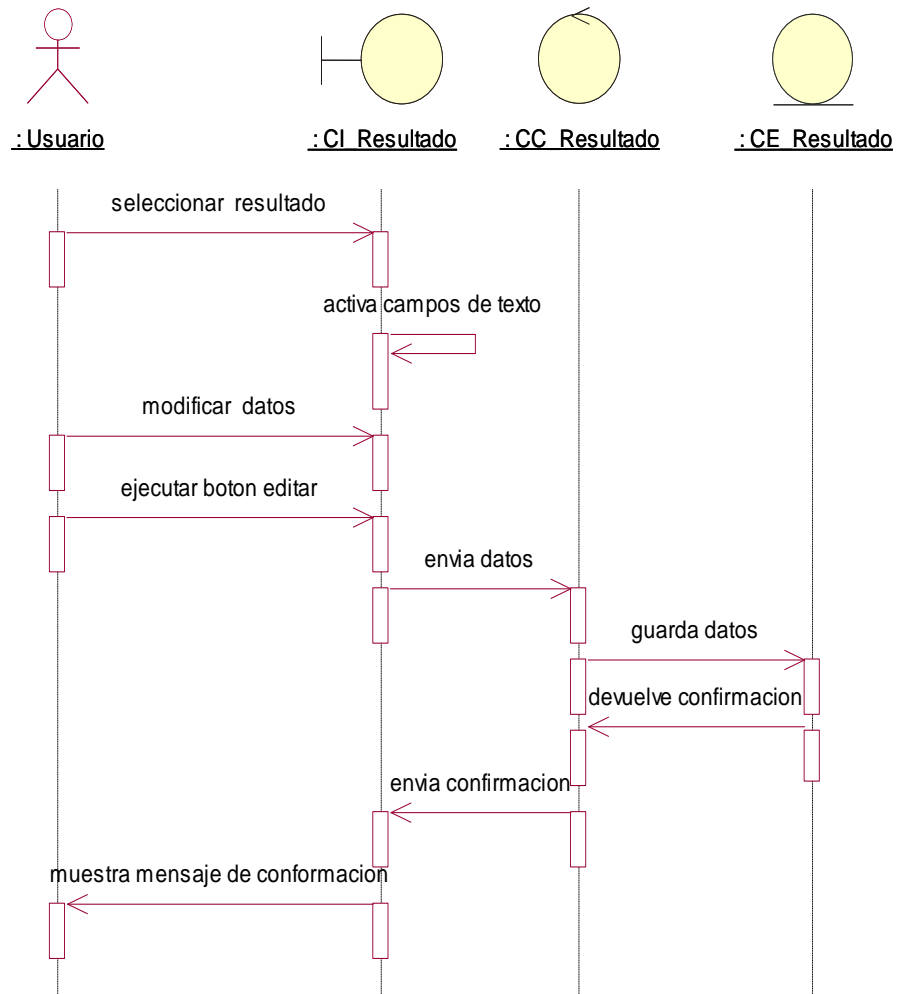 : Usuario
: CI_Resultado
: CC_Resultado
: CE_Resultado
seleccionar resultado
activa campos de texto
modificar datos
ejecutar boton editar
envia datos
guarda datos
devuelve confirmacion
envia confirmacion
muestra mensaje de conformacion